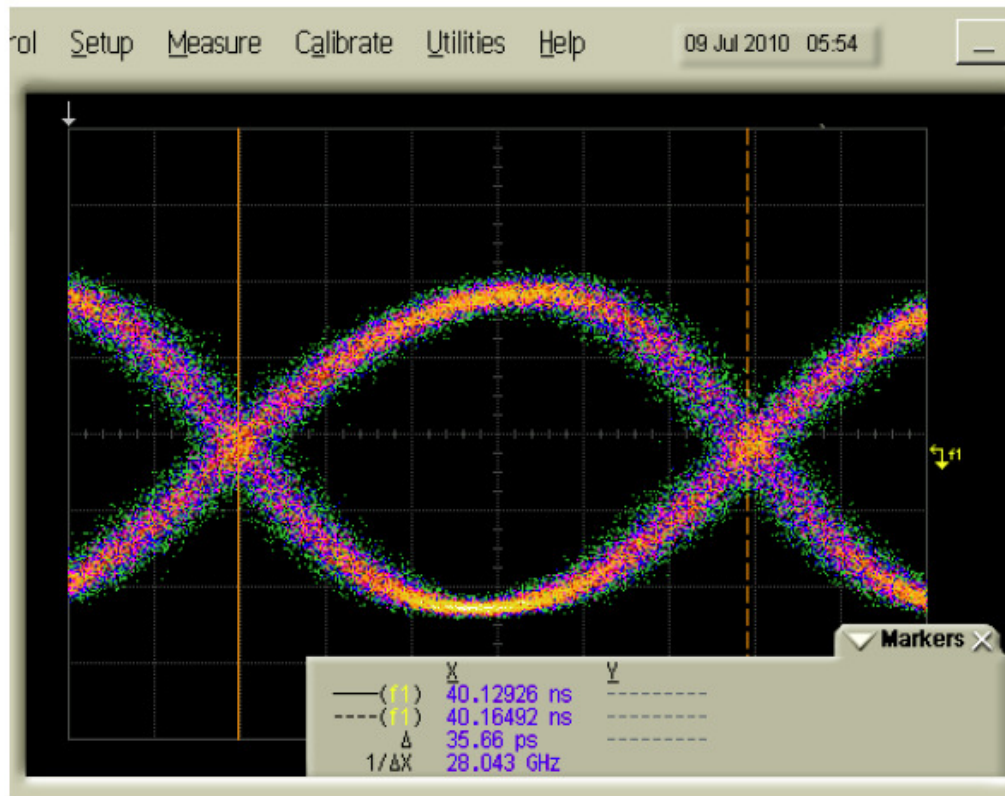 rol Setup Measure Calibrate Utilities Help 09 Jul 2010 05:54
f1
Markers
X Y
(f1) 40.12926 ns
(f1) 40.16492 ns
Δ 35.66 ps
1/ΔX 28.043 GHz